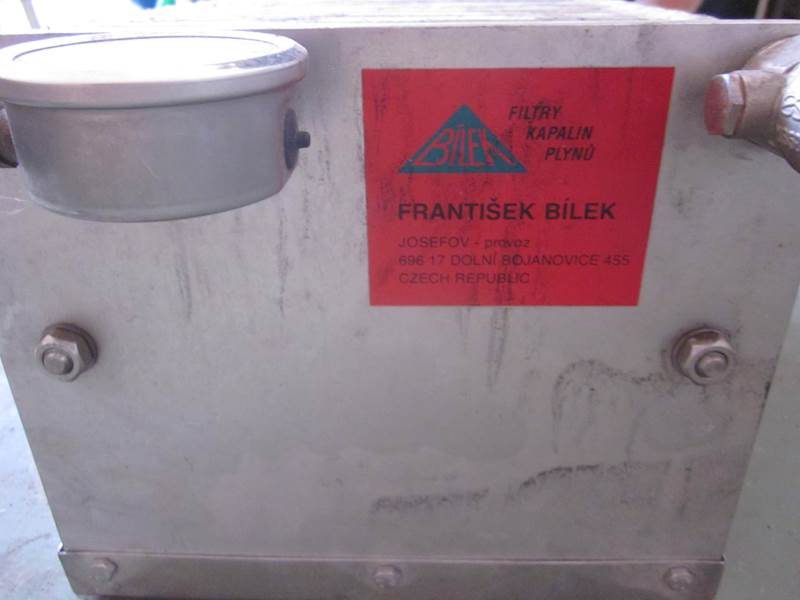 BÍLEK
FILTRY
KAPALIN
PLYNŮ
FRANTIŠEK BÍLEK
JOSEFOV - provoz
696 17 DOLNÍ BOJANOVICE 455
CZECH REPUBLIC